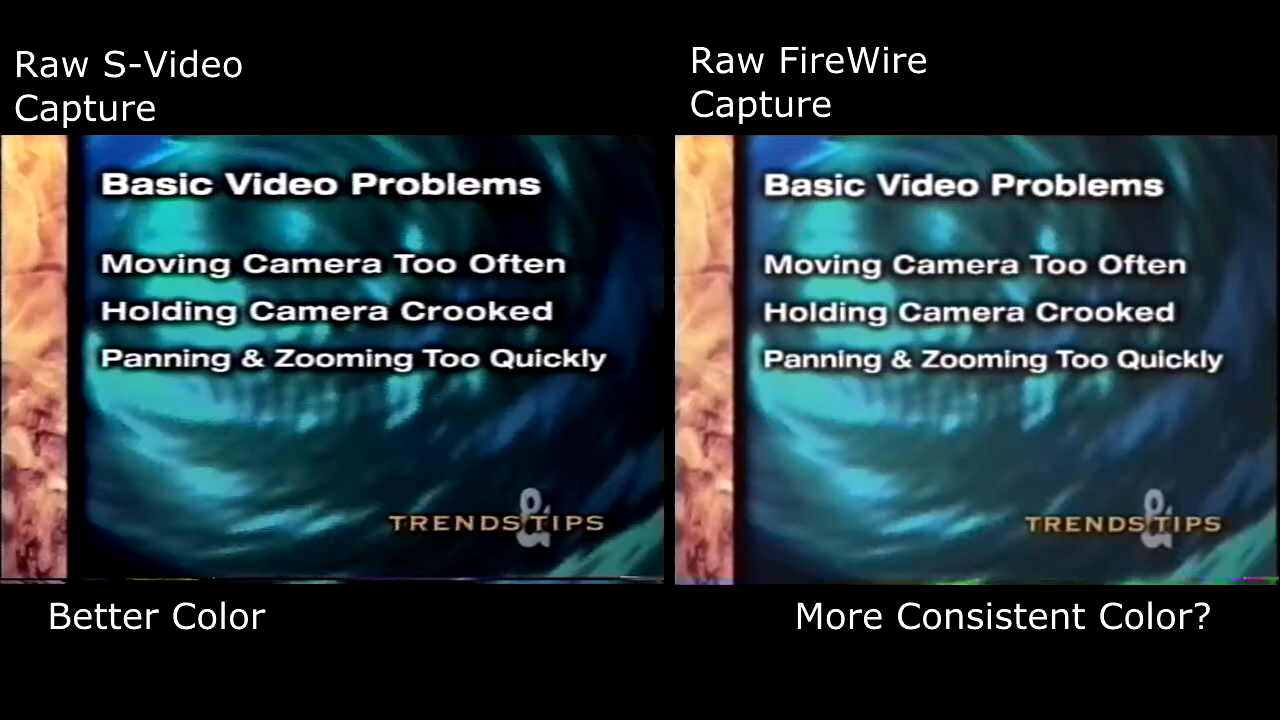 Raw S-Video
Capture
Basic Video Problems
Moving Camera Too Often
Holding Camera Crooked
Panning & Zooming Too Quickly
TRENDS & TIPS
Better Color
Raw FireWire
Capture
Basic Video Problems
Moving Camera Too Often
Holding Camera Crooked
Panning & Zooming Too Quickly
TRENDS & TIPS
More Consistent Color?